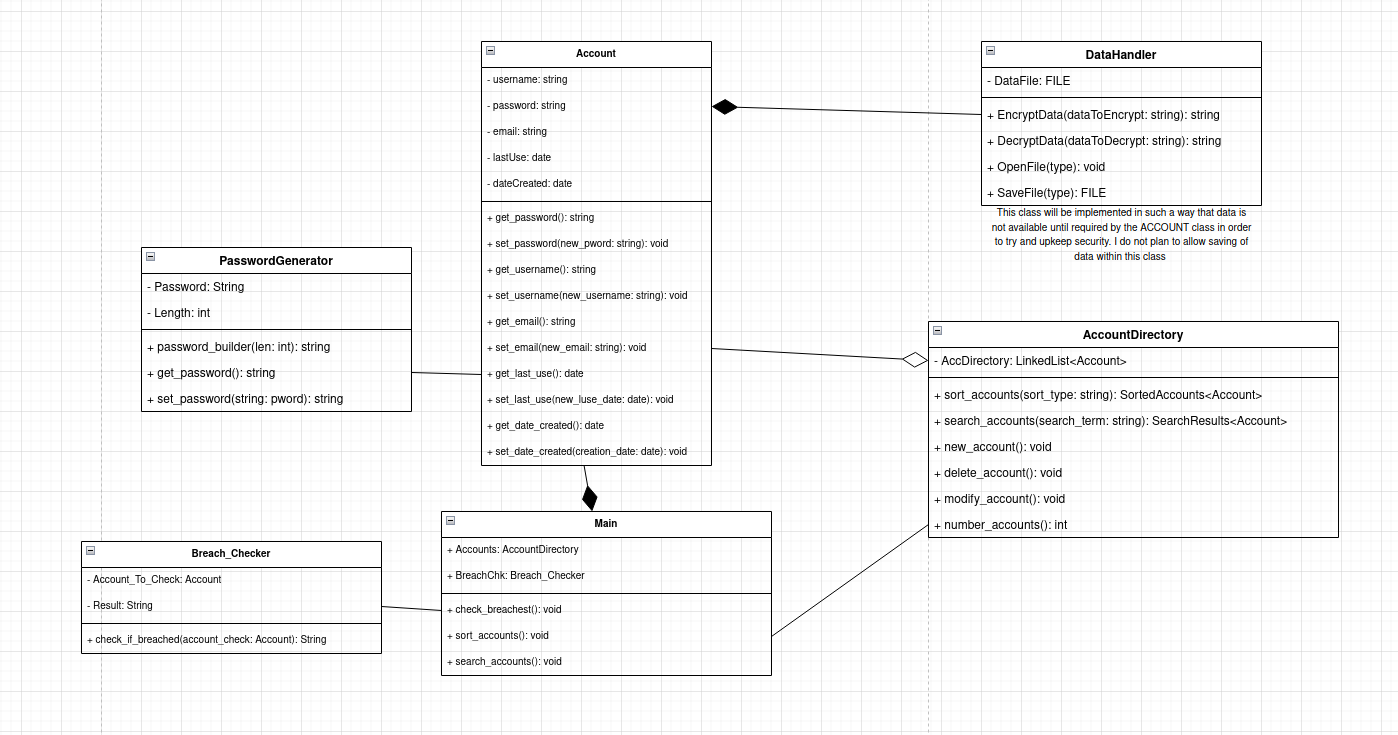 Account
- username: string
- password: string
- email: string
- lastUse: date
- dateCreated: date
+ get_password(): string
+ set_password(new_pword: string): void
+ get_username(): string
+ set_username(new_username: string): void
+ get_email(): string
+ set_email(new_email: string): void
+ get_last_use(): date
+ set_last_use(new_luse_date: date): void
+ get_date_created(): date
+ set_date_created(creation_date: date): void
DataHandler
- DataFile: FILE
+ EncryptData(dataToEncrypt: string): string
+ DecryptData(dataToDecrypt: string): string
+ OpenFile(type): void
+ SaveFile(type): FILE
This class will be implemented in such a way that data is
not available until required by the ACCOUNT class in order
to try and upkeep security. I do not plan to allow saving of
data within this class
PasswordGenerator
- Password: String
- Length: int
+ password_builder(len: int): string
+ get_password(): string
+ set_password(string: pword): string
AccountDirectory
- AccDirectory: LinkedList<Account>
+ sort_accounts(sort_type: string): SortedAccounts<Account>
+ search_accounts(search_term: string): SearchResults<Account>
+ new_account(): void
+ delete_account(): void
+ modify_account(): void
+ number_accounts(): int
Breach_Checker
- Account_To_Check: Account
- Result: String
+ check_if_breached(account_check: Account): String
Main
+ Accounts: AccountDirectory
+ BreachChk: Breach_Checker
+ check_breachest(): void
+ sort_accounts(): void
+ search_accounts(): void